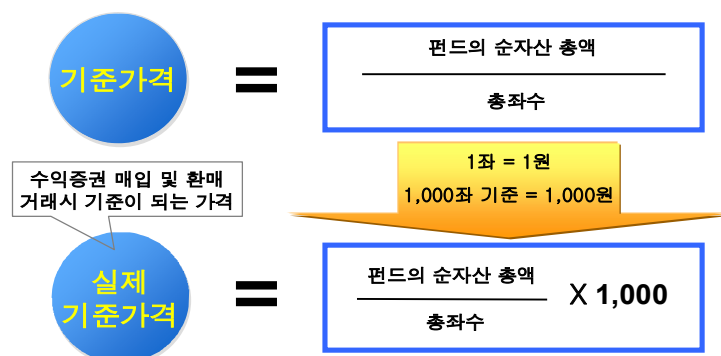 기준가격
=
펀드의 순자산 총액
총좌수
1좌 = 1원
1,000좌 기준 = 1,000원
수익증권 매입 및 환매
거래시 기준이 되는 가격
실제
기준가격
=
펀드의 순자산 총액
총좌수
X 1,000